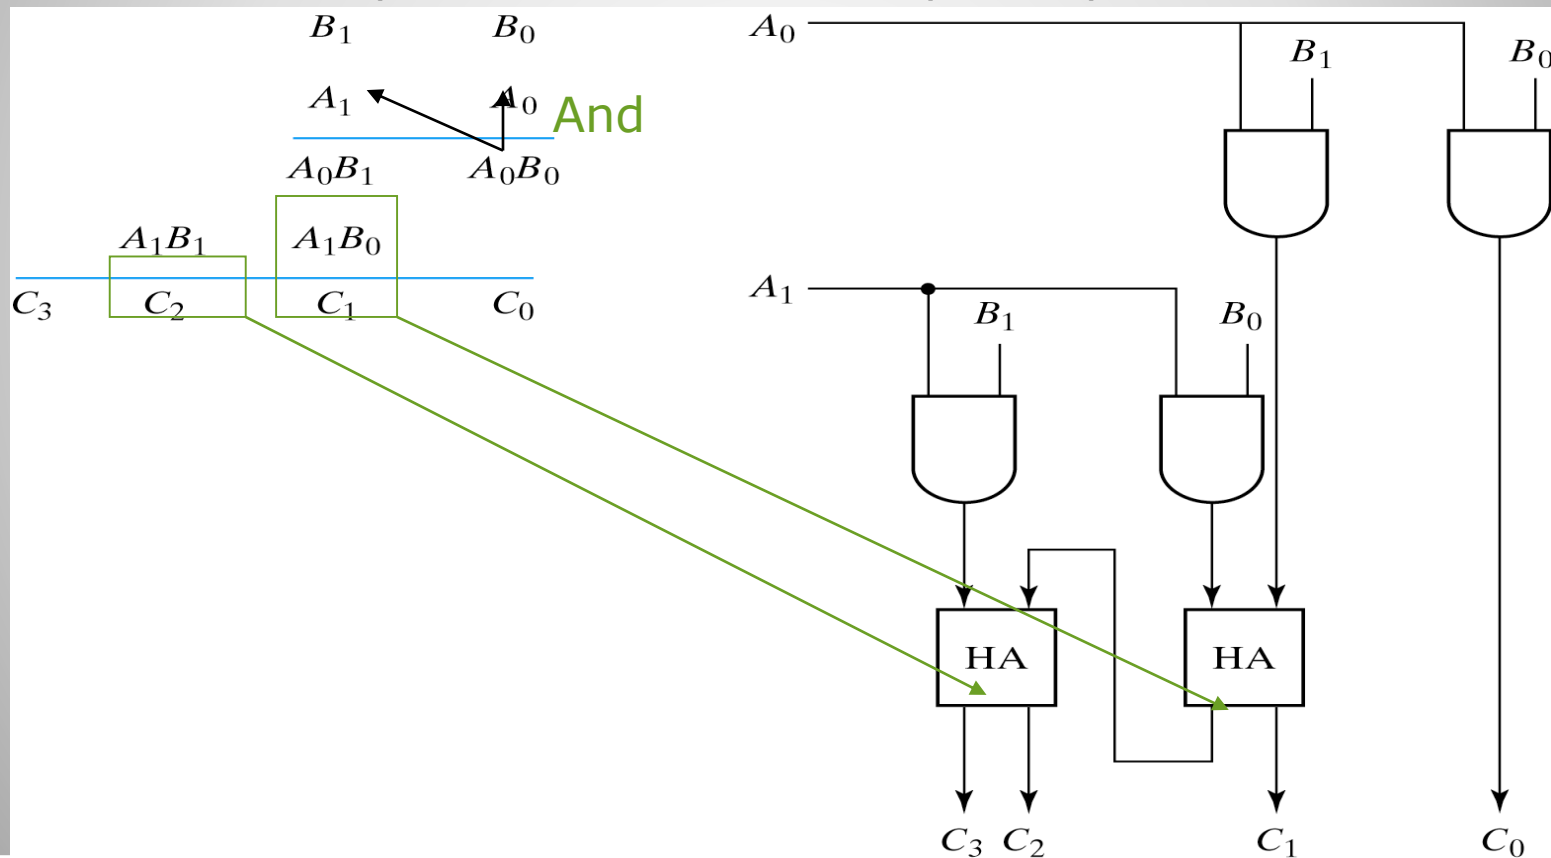 B₁ B₀
A₁ A₀ And
A₀B₁ A₀B₀
A₁B₁ A₁B₀
C₃ C₂ C₁ C₀
A₀
B₁ B₀
A₁
B₁ B₀
HA HA
C₃ C₂ C₁ C₀